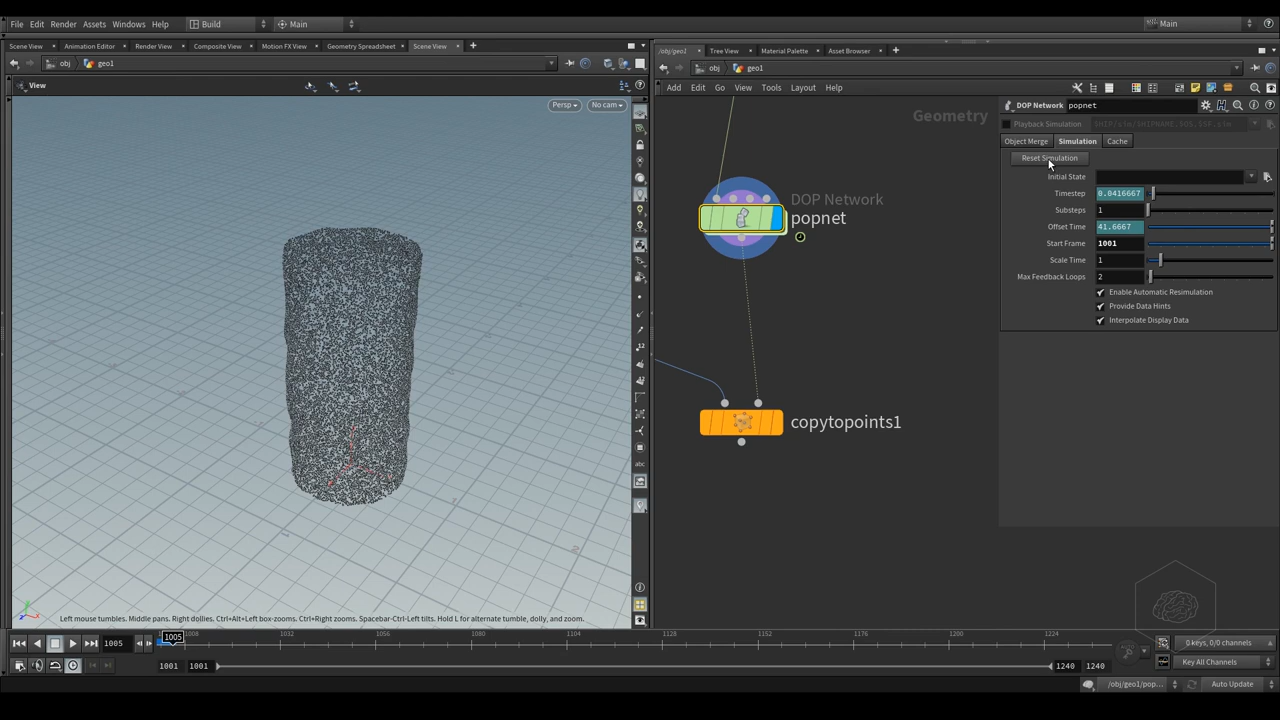 File Edit Render Assets Windows Help Build Main Main
Scene View Animation Editor Render View Composite View Motion FX View Geometry Spreadsheet Scene View
/obj/geo1 Tree View Material Palette Asset Browser
obj geo1
obj geo1
View
Add Edit Go View Tools Layout Help
Persp No cam
Geometry
DOP Network popnet
Playback Simulation
Object Merge Simulation Cache
Reset Simulation
Initial State
Timestep 0.0416667
Substeps 1
Offset Time 41.6667
Start Frame 1001
Scale Time 1
Max Feedback Loops 2
Enable Automatic Resimulation
Provide Data Hints
Interpolate Display Data
DOP Network
popnet
copytopoints1
abc
Left mouse tumbles. Middle pans. Right dollies. Ctrl+Alt+Left box-zooms. Ctrl+Right zooms. Spacebar-Ctrl-Left tilts. Hold L for alternate tumble, dolly, and zoom.
1005 1005 1008 1032 1056 1080 1104 1128 1152 1176 1200 1224
0 keys, 0/0 channels
1001 1001 1240 1240
Key All Channels
/obj/geo1/pop... Auto Update